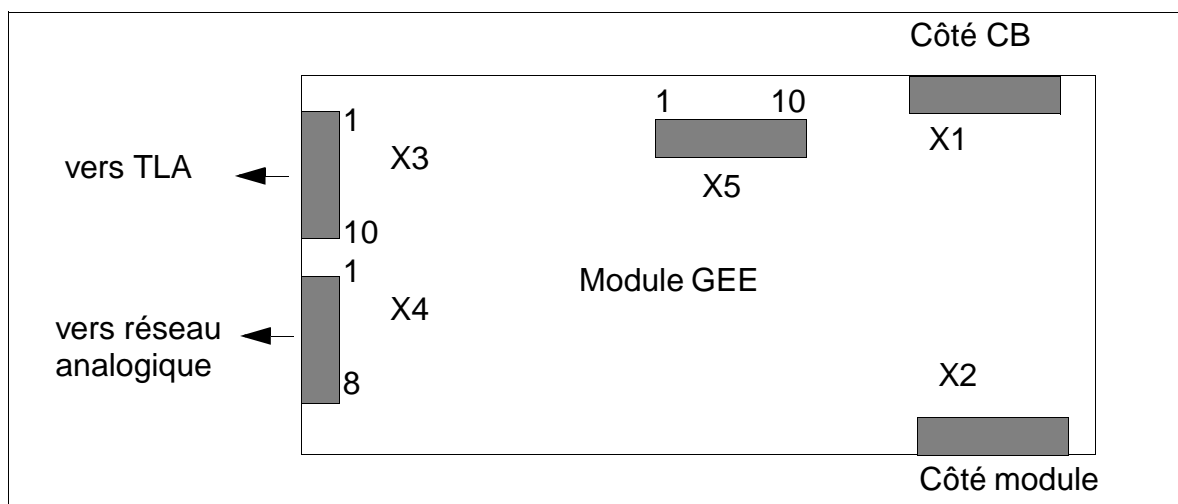 Côté CB
1
10
X1
1
X3
vers TLA
X5
10
1
Module GEE
X4
vers réseau
analogique
8
X2
Côté module